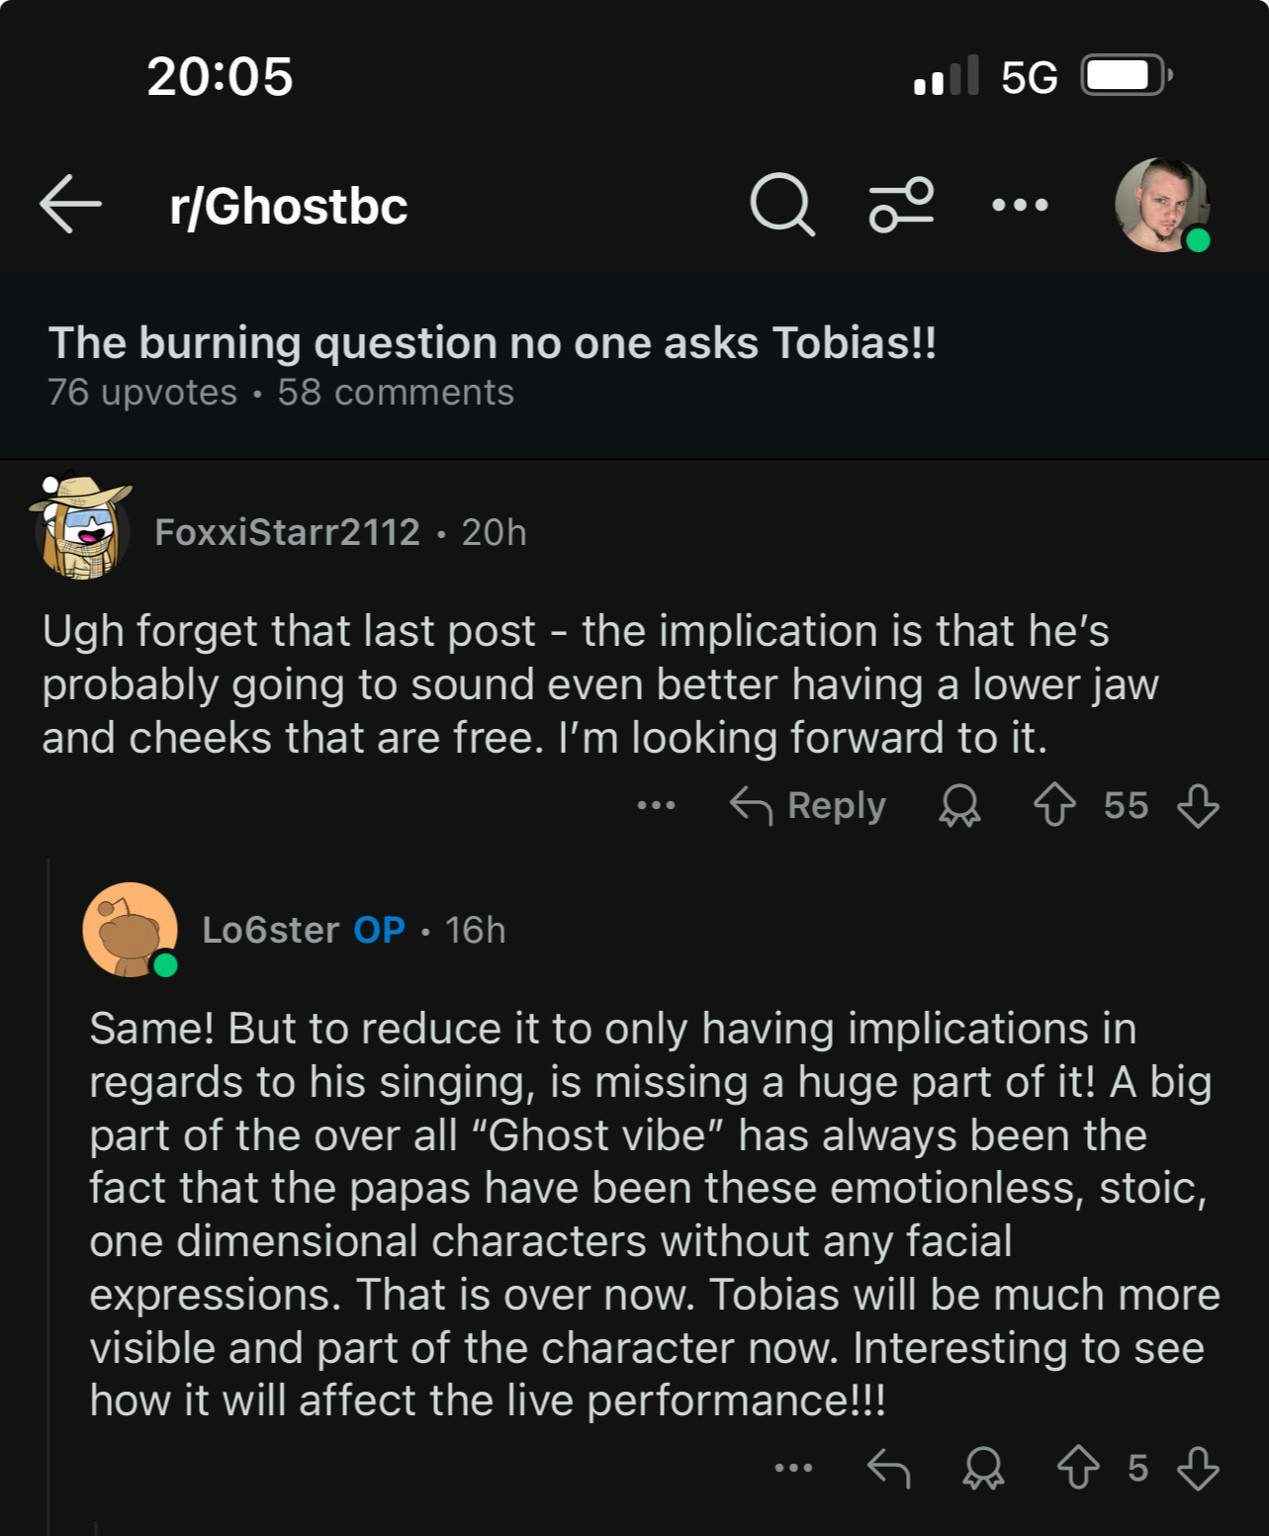 20:05
5G
r/Ghostbc
The burning question no one asks Tobias!!
76 upvotes • 58 comments
FoxxiStarr2112 • 20h
Ugh forget that last post - the implication is that he’s
probably going to sound even better having a lower jaw
and cheeks that are free. I’m looking forward to it.
Reply
55
Lo6ster OP • 16h
Same! But to reduce it to only having implications in
regards to his singing, is missing a huge part of it! A big
part of the over all “Ghost vibe” has always been the
fact that the papas have been these emotionless, stoic,
one dimensional characters without any facial
expressions. That is over now. Tobias will be much more
visible and part of the character now. Interesting to see
how it will affect the live performance!!!
5